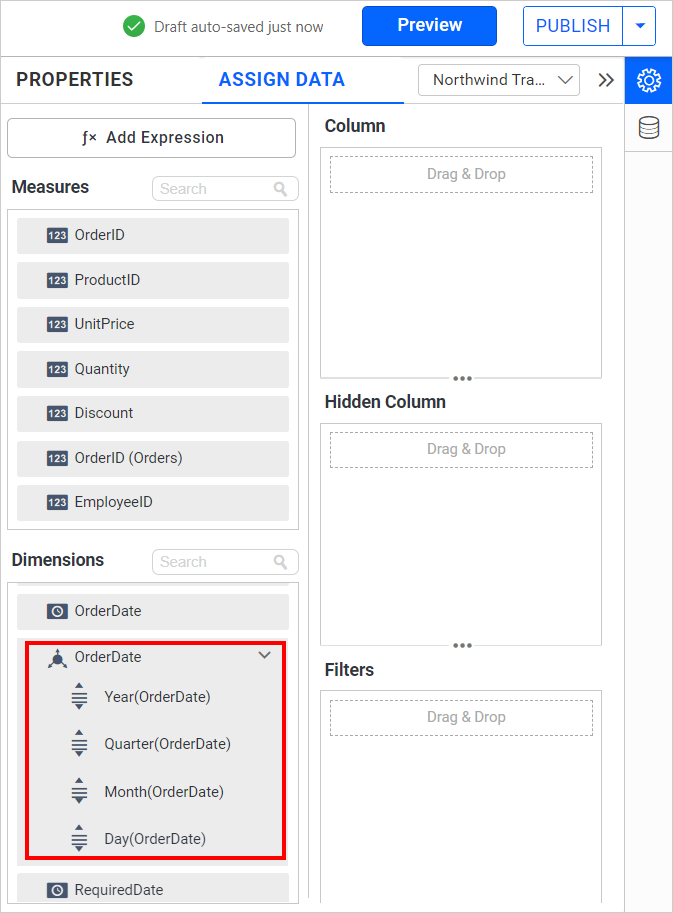 Draft auto-saved just now
Preview
PUBLISH
PROPERTIES
ASSIGN DATA
Northwind Tra...
ƒ× Add Expression
Measures
Search
123 OrderID
123 ProductID
123 UnitPrice
123 Quantity
123 Discount
123 OrderID (Orders)
123 EmployeeID
Dimensions
Search
OrderDate
OrderDate
Year(OrderDate)
Quarter(OrderDate)
Month(OrderDate)
Day(OrderDate)
RequiredDate
Column
Drag & Drop
Hidden Column
Drag & Drop
Filters
Drag & Drop